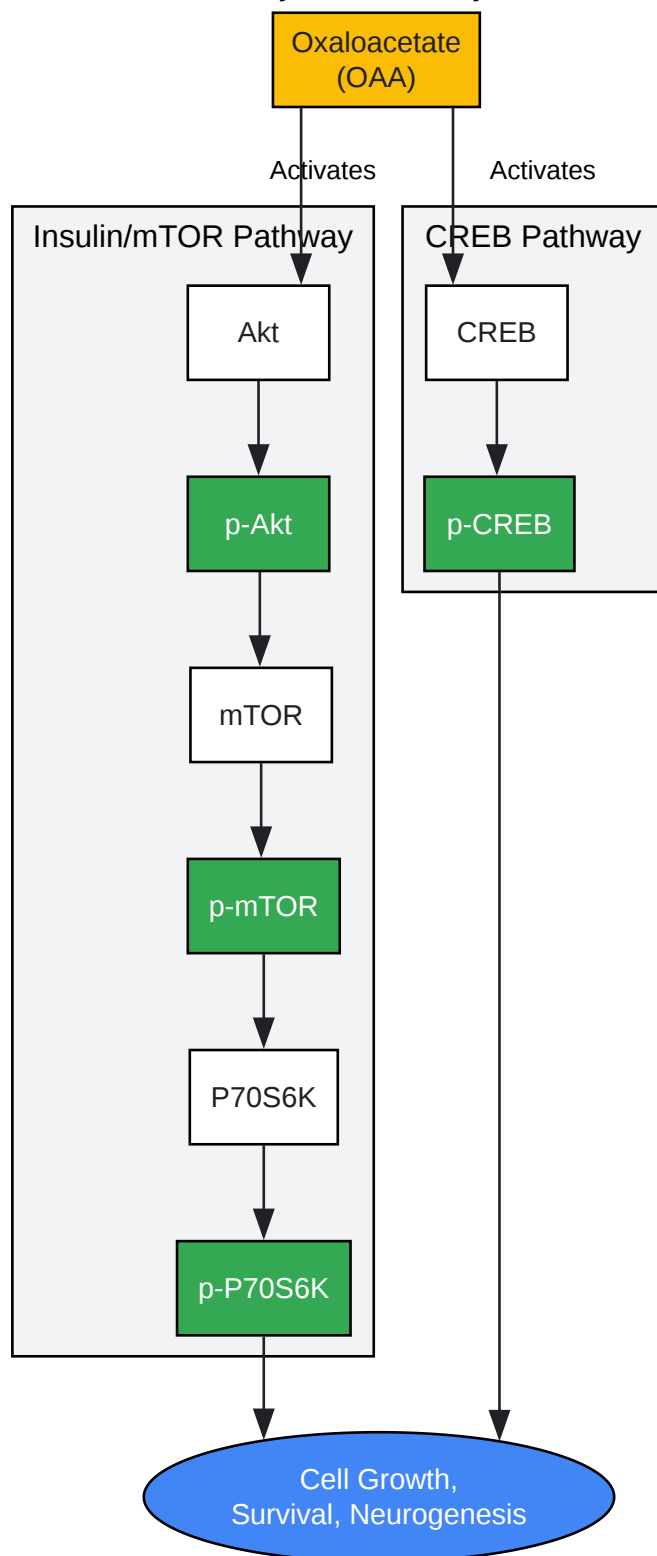 Oxaloacetate
(OAA)
Activates
Activates
Insulin/mTOR Pathway
CREB Pathway
Akt
CREB
p-Akt
p-CREB
mTOR
p-mTOR
P70S6K
p-P70S6K
Cell Growth,
Survival, Neurogenesis